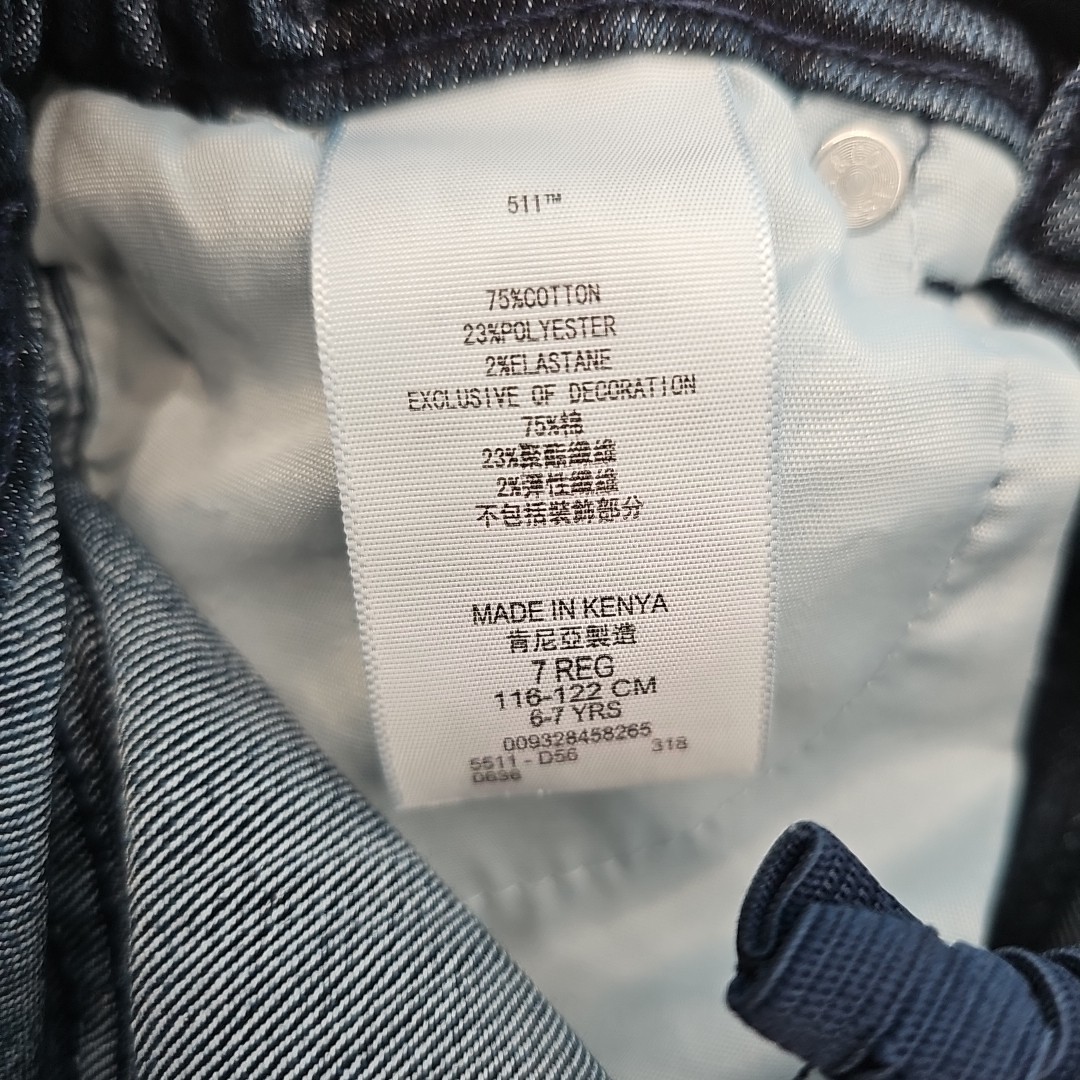 511™
75%COTTON
23%POLYESTER
2%ELASTANE
EXCLUSIVE OF DECORATION
75%棉
23%聚酯纖維
2%彈性纖維
不包括裝飾部分
MADE IN KENYA
肯尼亞製造
7 REG
116-122 CM
6-7 YRS
009328458265
5511 - D56 318
0636